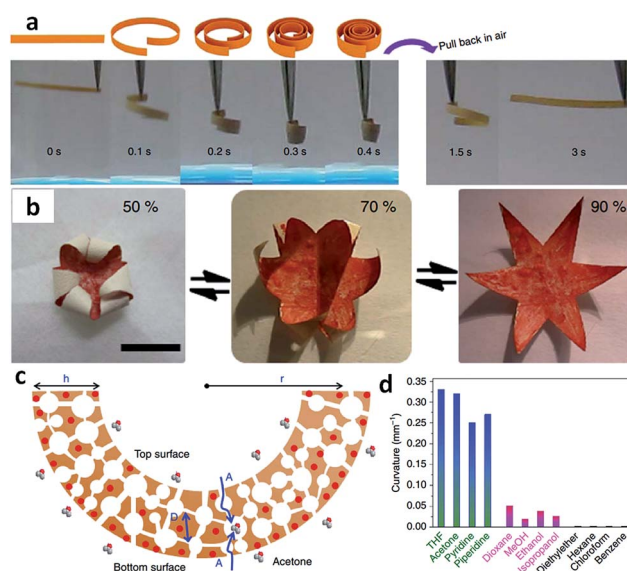 a
Pull back in air
0 s
0.1 s
0.2 s
0.3 s
0.4 s
1.5 s
3 s
b
50 %
70 %
90 %
c
h
r
Top surface
A
D
A
Bottom surface
Acetone
d
Curvature (mm⁻¹)
0.35
0.30
0.25
0.20
0.15
0.10
0.05
0.00
THF
Acetone
Pyridine
Piperidine
Dioxane
MeOH
Ethanol
Isopropanol
Diethylether
Hexane
Chloroform
Benzene